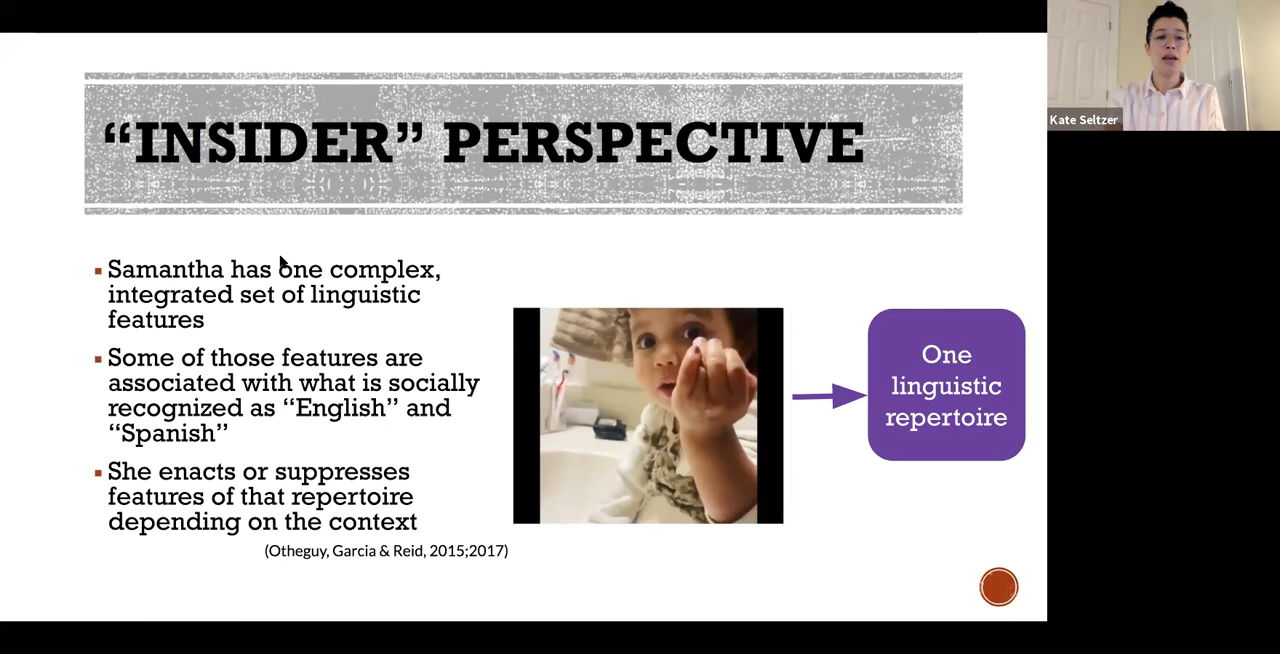 “INSIDER” PERSPECTIVE
Kate Seltzer
▪ Samantha has one complex,
integrated set of linguistic
features
▪ Some of those features are
associated with what is socially
recognized as “English” and
“Spanish”
▪ She enacts or suppresses
features of that repertoire
depending on the context
(Otheguy, Garcia & Reid, 2015;2017)
One
linguistic
repertoire